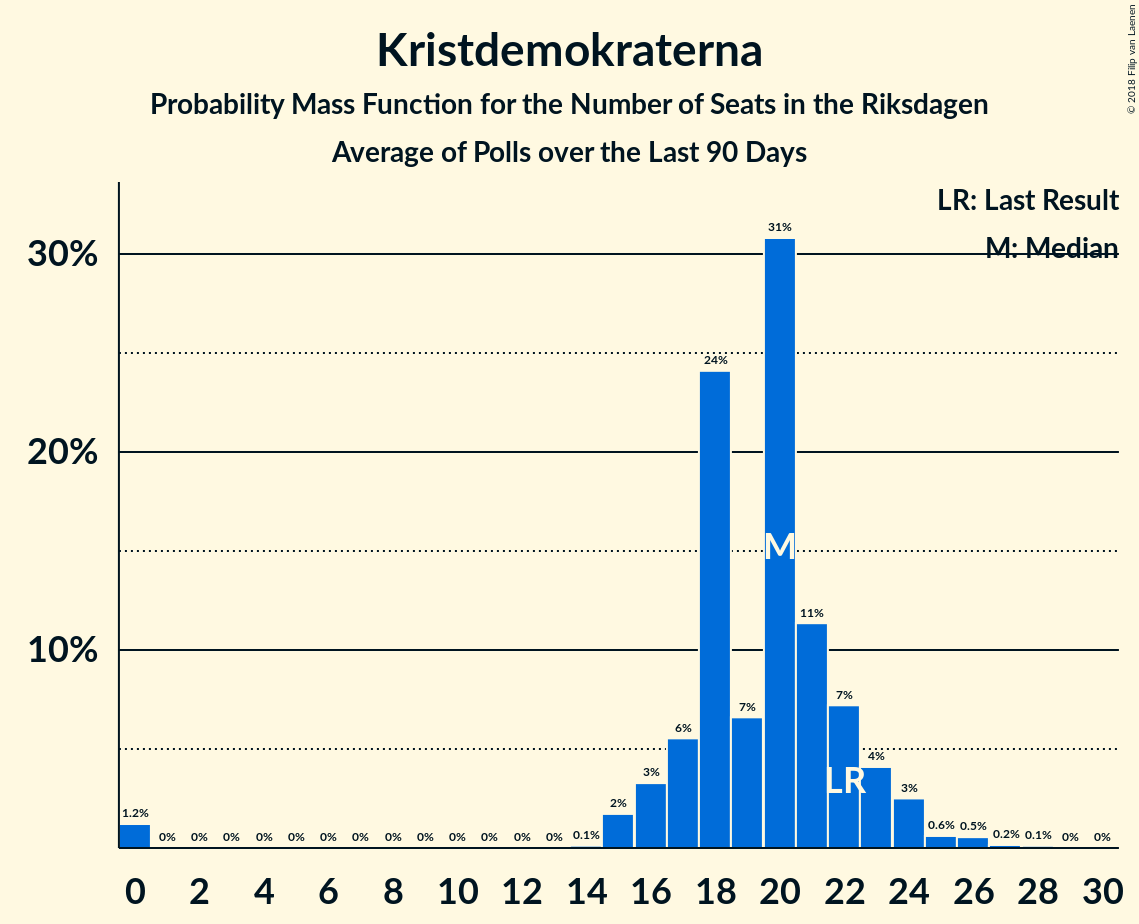 Kristdemokraterna
Probability Mass Function for the Number of Seats in the Riksdagen
Average of Polls over the Last 90 Days
© 2018 Filip van Laenen
LR: Last Result
M: Median
30%
20%
10%
1.2% 0% 0% 0% 0% 0% 0% 0% 0% 0% 0% 0% 0% 0% 0.1% 2% 3% 6% 24% 7% 31% 11% 7% 4% 3% 0.6% 0.5% 0.2% 0.1% 0% 0%
M
LR
0 2 4 6 8 10 12 14 16 18 20 22 24 26 28 30